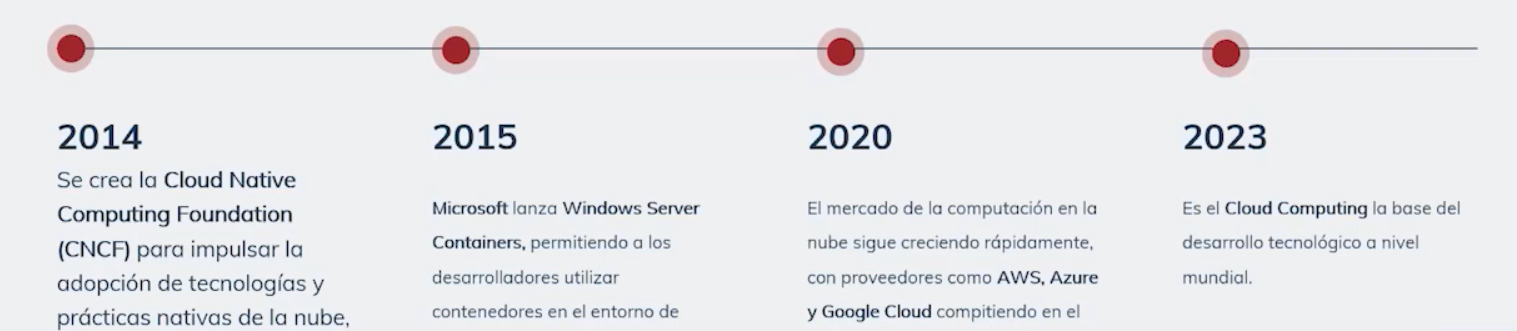 2014
Se crea la Cloud Native
Computing Foundation
(CNCF) para impulsar la
adopción de tecnologías y
prácticas nativas de la nube,
2015
Microsoft lanza Windows Server
Containers, permitiendo a los
desarrolladores utilizar
contenedores en el entorno de
2020
El mercado de la computación en la
nube sigue creciendo rápidamente,
con proveedores como AWS, Azure
y Google Cloud compitiendo en el
2023
Es el Cloud Computing la base del
desarrollo tecnológico a nivel
mundial.